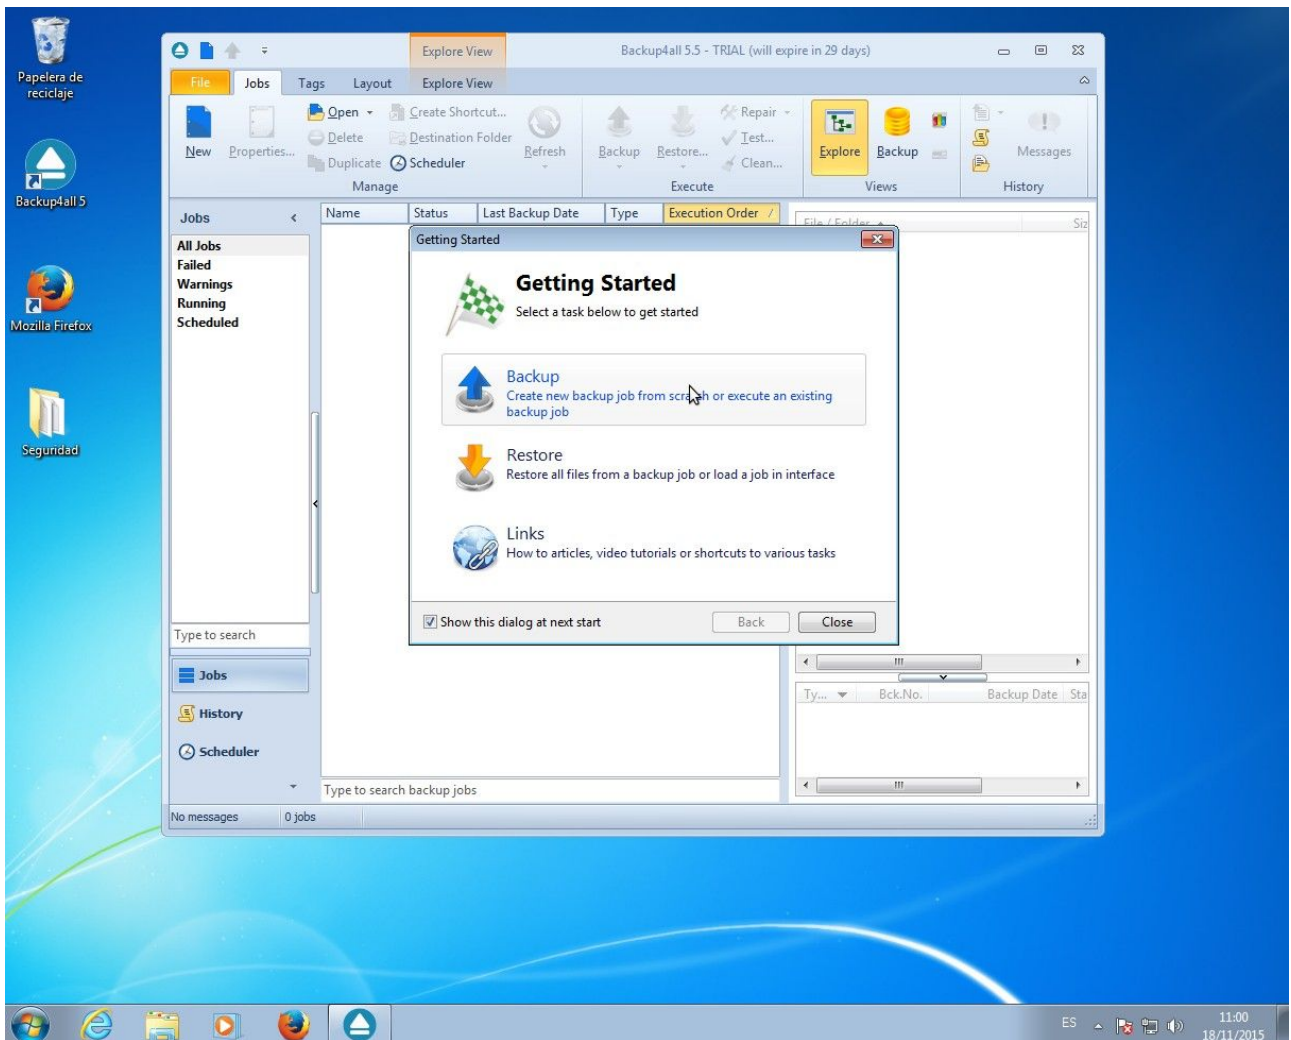 Papelera de
reciclaje
Backup4all 5
Mozilla Firefox
Seguridad
Explore View
Backup4all 5.5 - TRIAL (will expire in 29 days)
File
Jobs
Tags
Layout
Explore View
New
Properties...
Open
Delete
Duplicate
Create Shortcut...
Destination Folder
Scheduler
Refresh
Manage
Backup
Restore...
Repair
Test...
Clean...
Execute
Explore
Backup
Views
Messages
History
Jobs
All Jobs
Failed
Warnings
Running
Scheduled
Type to search
Jobs
History
Scheduler
Name Status Last Backup Date Type Execution Order
File / Folder Siz
Getting Started
Getting Started
Select a task below to get started
Backup
Create new backup job from scratch or execute an existing
backup job
Restore
Restore all files from a backup job or load a job in interface
Links
How to articles, video tutorials or shortcuts to various tasks
Show this dialog at next start
Back
Close
Ty... Bck.No. Backup Date Sta
Type to search backup jobs
No messages 0 jobs
ES
11:00
18/11/2015